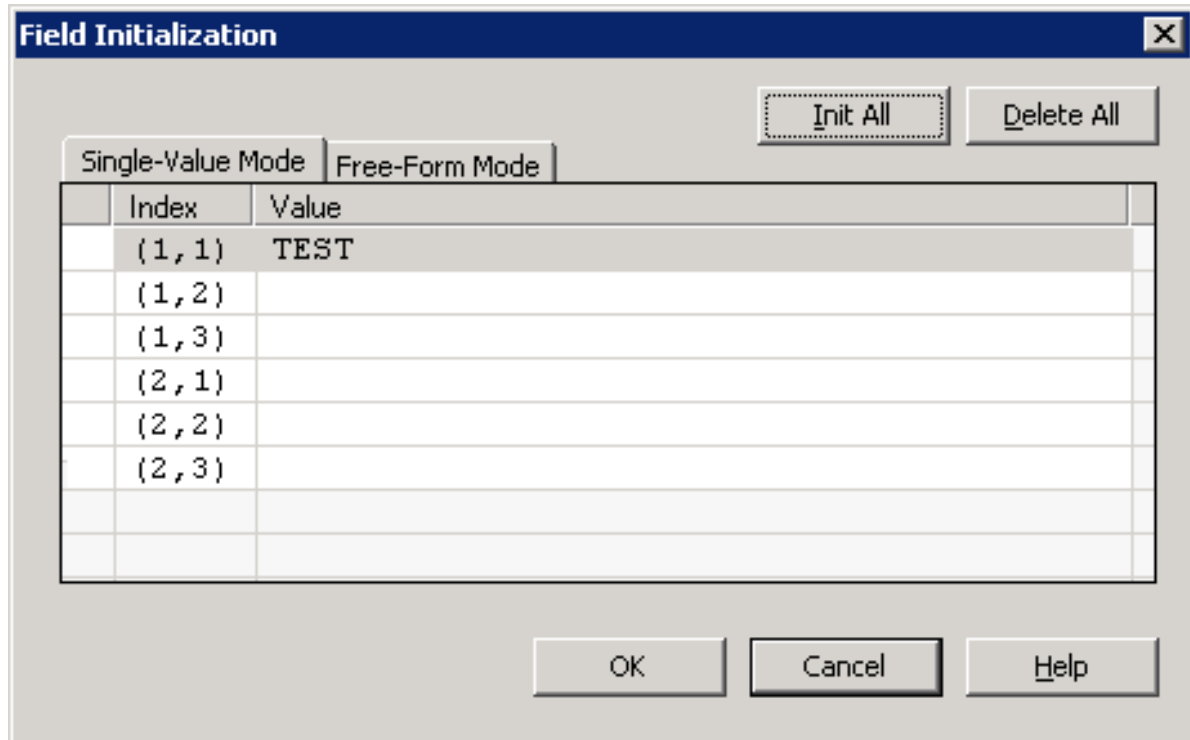 Field Initialization
Init All Delete All
Single-Value Mode Free-Form Mode
Index Value
(1,1) TEST
(1,2)
(1,3)
(2,1)
(2,2)
(2,3)
OK Cancel Help